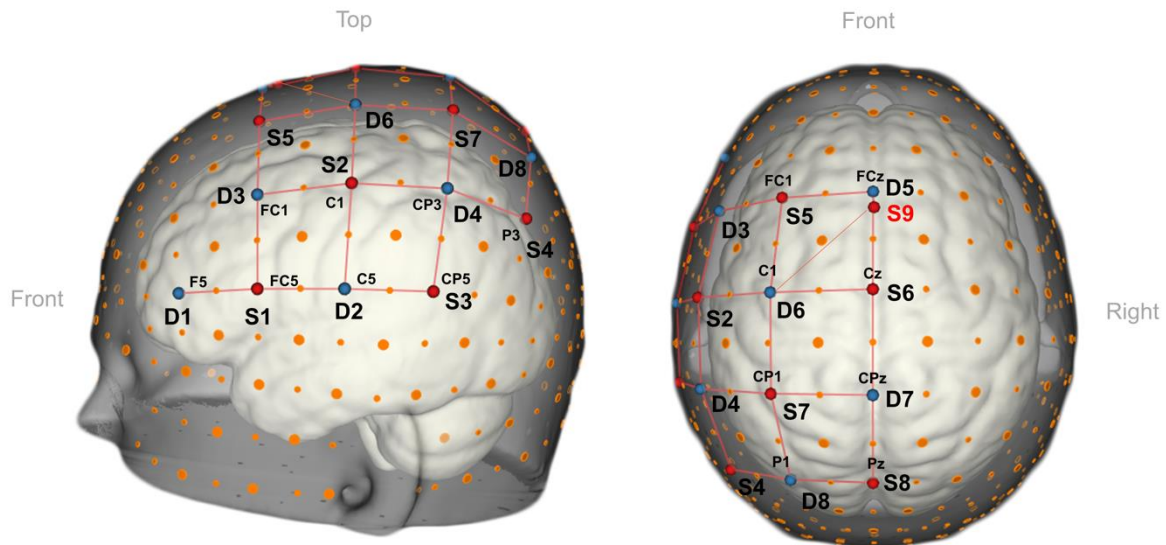 Top
Front
S5
D6
S7
D8
S2
D3
FC1
C1
CP3
D4
P3
S4
Front
F5
FC5
C5
CP5
D1
S1
D2
S3
FCz
FC1
D5
D3
S5
S9
C1
Cz
S2
D6
S6
Right
CP1
CPz
D4
S7
D7
P1
Pz
S4
D8
S8